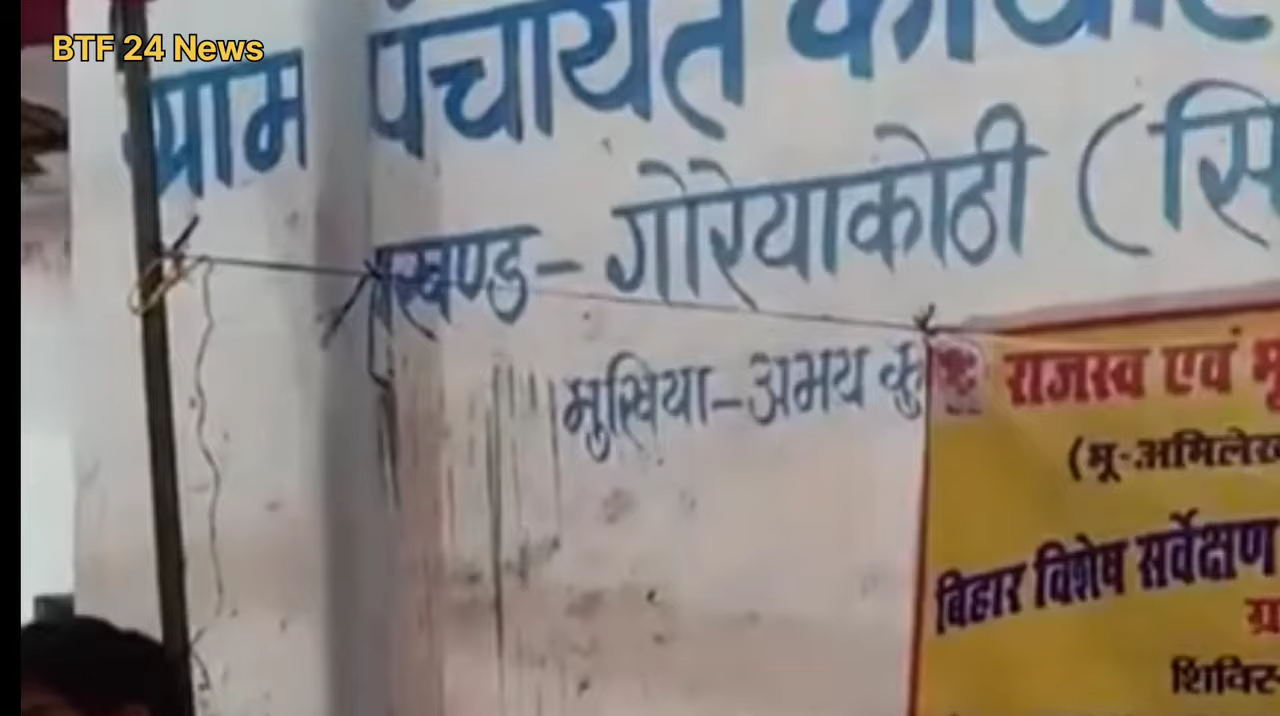 BTF 24 News
ग्राम पंचायत
प्रखण्ड - गोरेयाकोठी ( सि
मुखिया - अभय कु
राजस्व एवं भू
(भू-अभिलेख
बिहार विशेष सर्वेक्षण
ग्र
शिविर